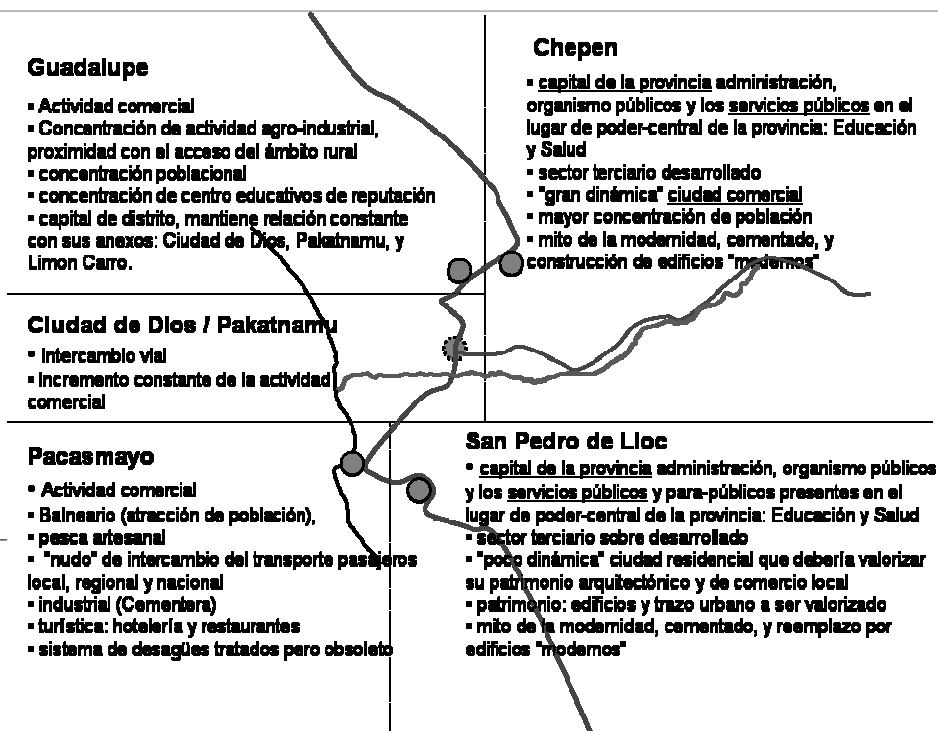 Guadalupe
▪ Actividad comercial
▪ Concentración de actividad agro-industrial,
proximidad con el acceso del ámbito rural
▪ concentración poblacional
▪ concentración de centro educativos de reputación
▪ capital de distrito, mantiene relación constante
con sus anexos: Ciudad de Dios, Pakatnamu, y
Limon Carro.
Chepen
▪ capital de la provincia administración,
organismo públicos y los servicios públicos en el
lugar de poder-central de la provincia: Educación
y Salud
▪ sector terciario desarrollado
▪ "gran dinámica" ciudad comercial
▪ mayor concentración de población
▪ mito de la modernidad, cementado, y
construcción de edificios "modernos"
Ciudad de Dios / Pakatnamu
▪ Intercambio vial
▪ Incremento constante de la actividad
comercial
Pacasmayo
▪ Actividad comercial
▪ Balneario (atracción de población),
▪ pesca artesanal
▪ "nudo" de intercambio del transporte pasajeros
local, regional y nacional
▪ industrial (Cementera)
▪ turística: hotelería y restaurantes
▪ sistema de desagües tratados pero obsoleto
San Pedro de Lloc
▪ capital de la provincia administración, organismo públicos
y los servicios públicos y para-públicos presentes en el
lugar de poder-central de la provincia: Educación y Salud
▪ sector terciario sobre desarrollado
▪ "poco dinámica" ciudad residencial que debería valorizar
su patrimonio arquitectónico y de comercio local
▪ patrimonio: edificios y trazo urbano a ser valorizado
▪ mito de la modernidad, cementado, y reemplazo por
edificios "modernos"